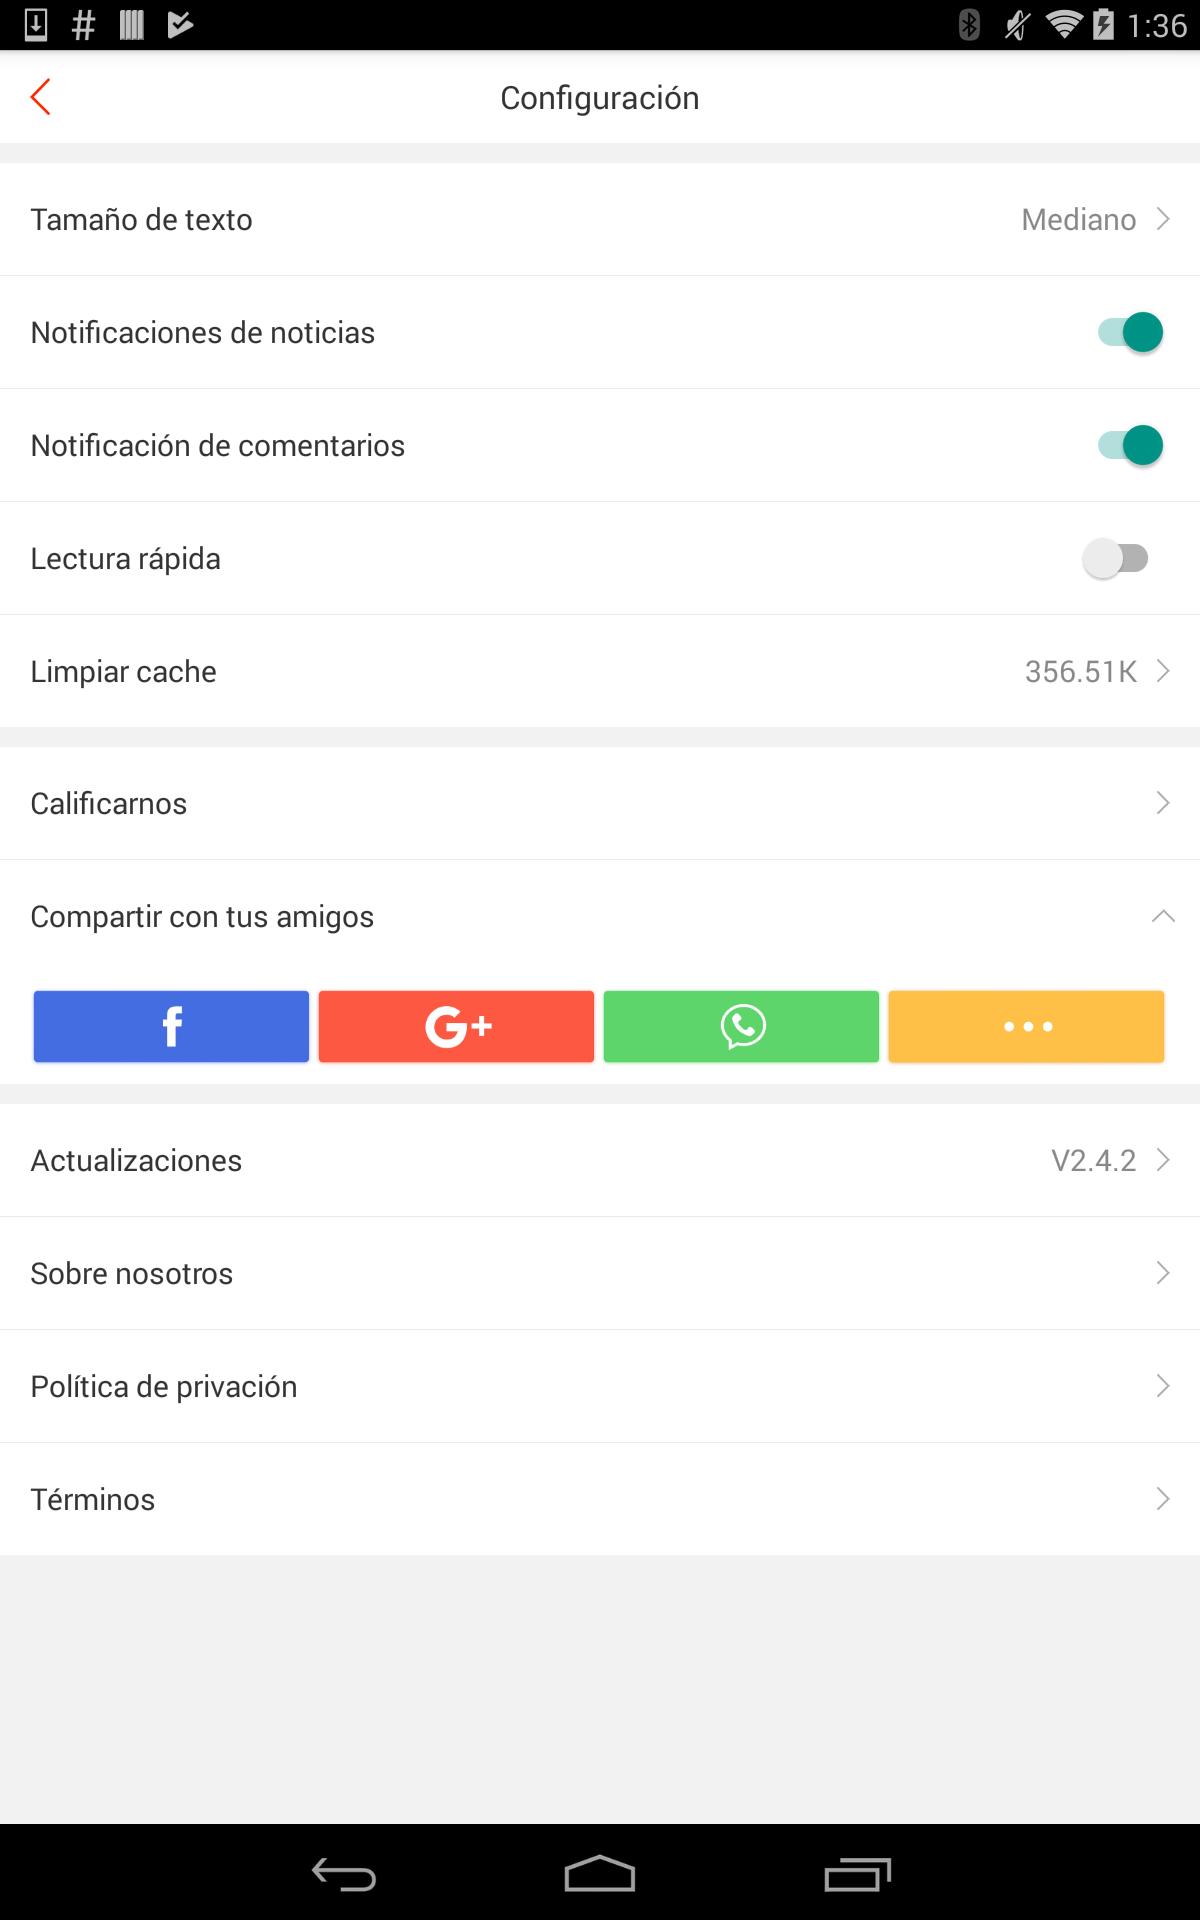 1:36
Configuración
Tamaño de texto Mediano
Notificaciones de noticias
Notificación de comentarios
Lectura rápida
Limpiar cache 356.51K
Calificarnos
Compartir con tus amigos
f G+
Actualizaciones V2.4.2
Sobre nosotros
Política de privación
Términos